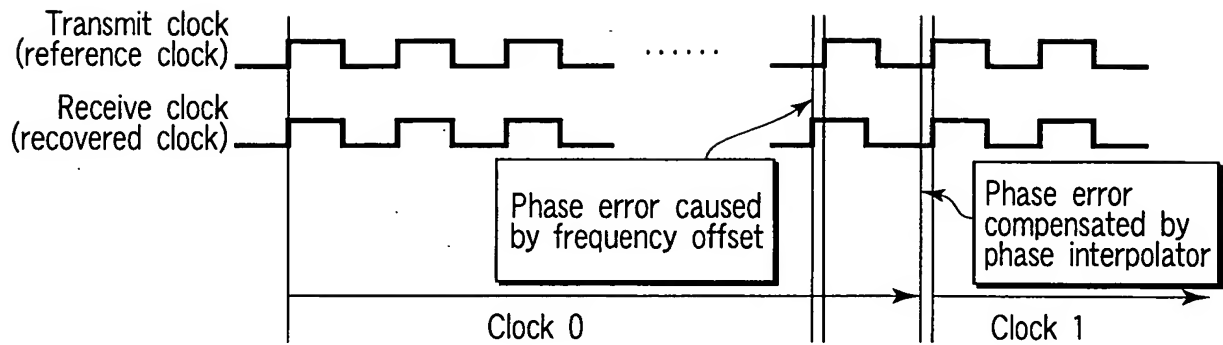 Transmit clock
(reference clock)
......
Receive clock
(recovered clock)
Phase error caused
by frequency offset
Phase error
compensated by
phase interpolator
Clock 0
Clock 1